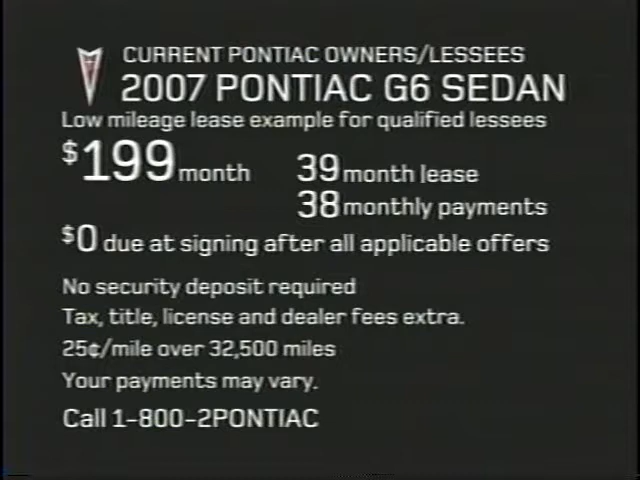 CURRENT PONTIAC OWNERS/LESSEES
2007 PONTIAC G6 SEDAN
Low mileage lease example for qualified lessees
$199 month 39 month lease
38 monthly payments
$0 due at signing after all applicable offers
No security deposit required
Tax, title, license and dealer fees extra.
25¢/mile over 32,500 miles
Your payments may vary.
Call 1-800-2PONTIAC